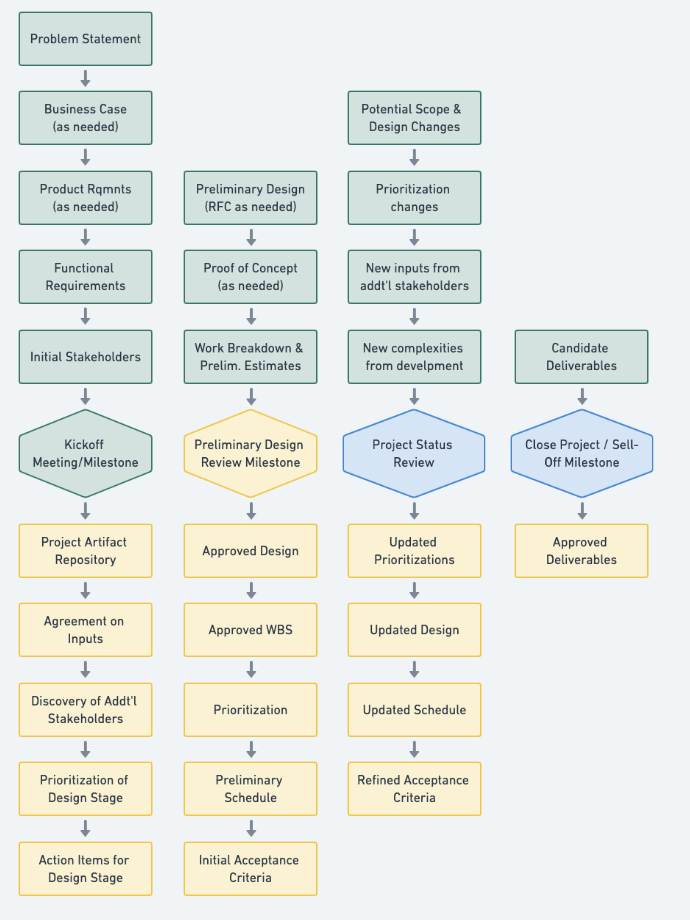 Problem Statement
Business Case
(as needed)
Product Rqmnts
(as needed)
Functional
Requirements
Initial Stakeholders
Kickoff
Meeting/Milestone
Project Artifact
Repository
Agreement on
Inputs
Discovery of Addt'l
Stakeholders
Prioritization of
Design Stage
Action Items for
Design Stage
Preliminary Design
(RFC as needed)
Proof of Concept
(as needed)
Work Breakdown &
Prelim. Estimates
Preliminary Design
Review Milestone
Approved Design
Approved WBS
Prioritization
Preliminary
Schedule
Initial Acceptance
Criteria
Potential Scope &
Design Changes
Prioritization
changes
New inputs from
addt'l stakeholders
New complexities
from develpment
Project Status
Review
Updated
Prioritizations
Updated Design
Updated Schedule
Refined Acceptance
Criteria
Candidate
Deliverables
Close Project / Sell-
Off Milestone
Approved
Deliverables